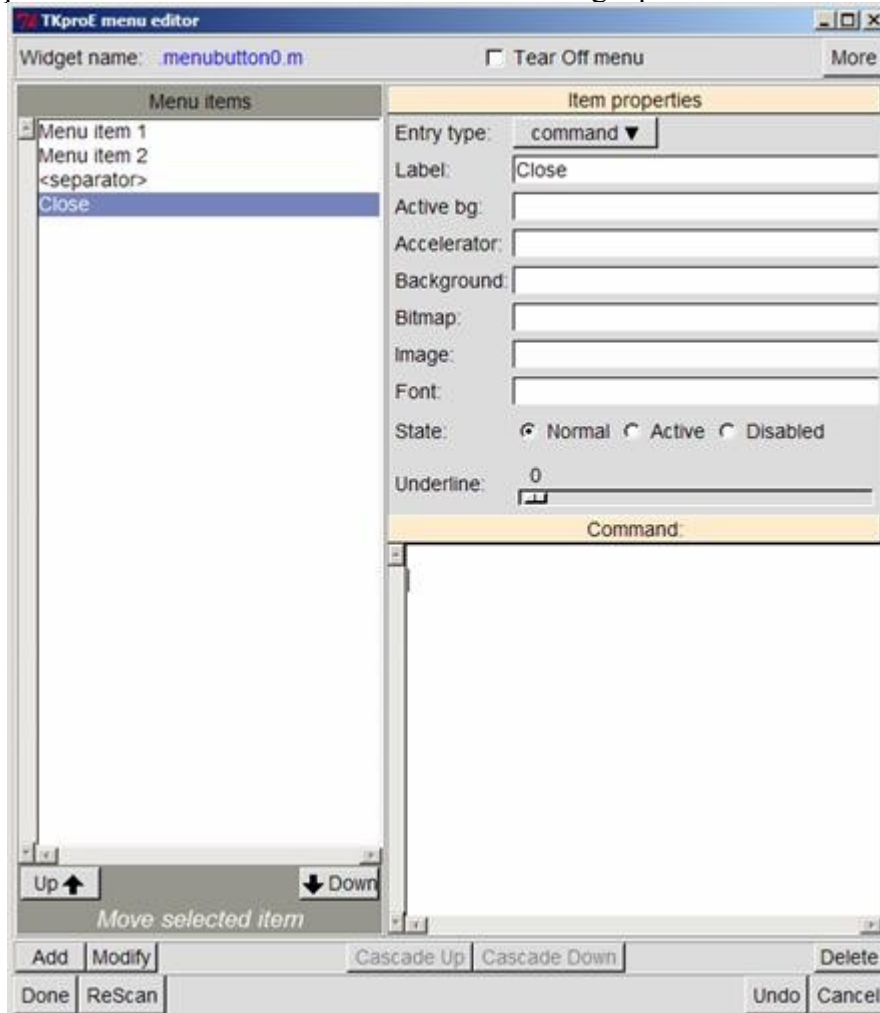 TKproE menu editor
Widget name: .menubutton0.m Tear Off menu More
Menu items
Menu item 1
Menu item 2
<separator>
Close
Up Down
Move selected item
Item properties
Entry type: command
Label: Close
Active bg:
Accelerator:
Background:
Bitmap:
Image:
Font:
State: Normal Active Disabled
Underline: 0
Command:
Add Modify Cascade Up Cascade Down Delete
Done ReScan Undo Cancel